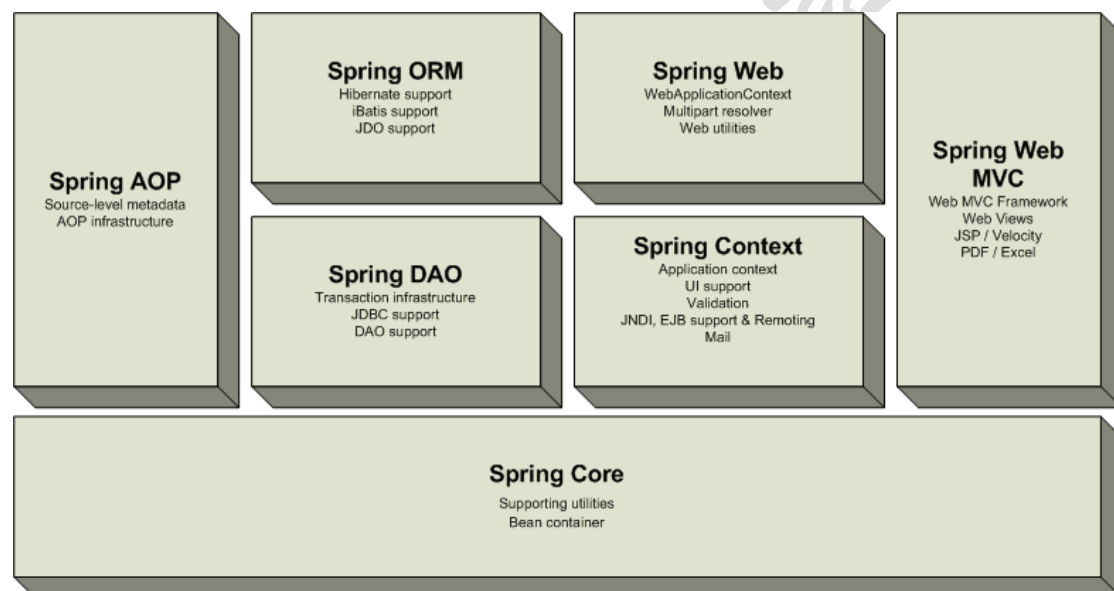 Spring AOP
Source-level metadata
AOP infrastructure
Spring ORM
Hibernate support
iBatis support
JDO support
Spring DAO
Transaction infrastructure
JDBC support
DAO support
Spring Web
WebApplicationContext
Multipart resolver
Web utilities
Spring Context
Application context
UI support
Validation
JNDI, EJB support & Remoting
Mail
Spring Web
MVC
Web MVC Framework
Web Views
JSP / Velocity
PDF / Excel
Spring Core
Supporting utilities
Bean container